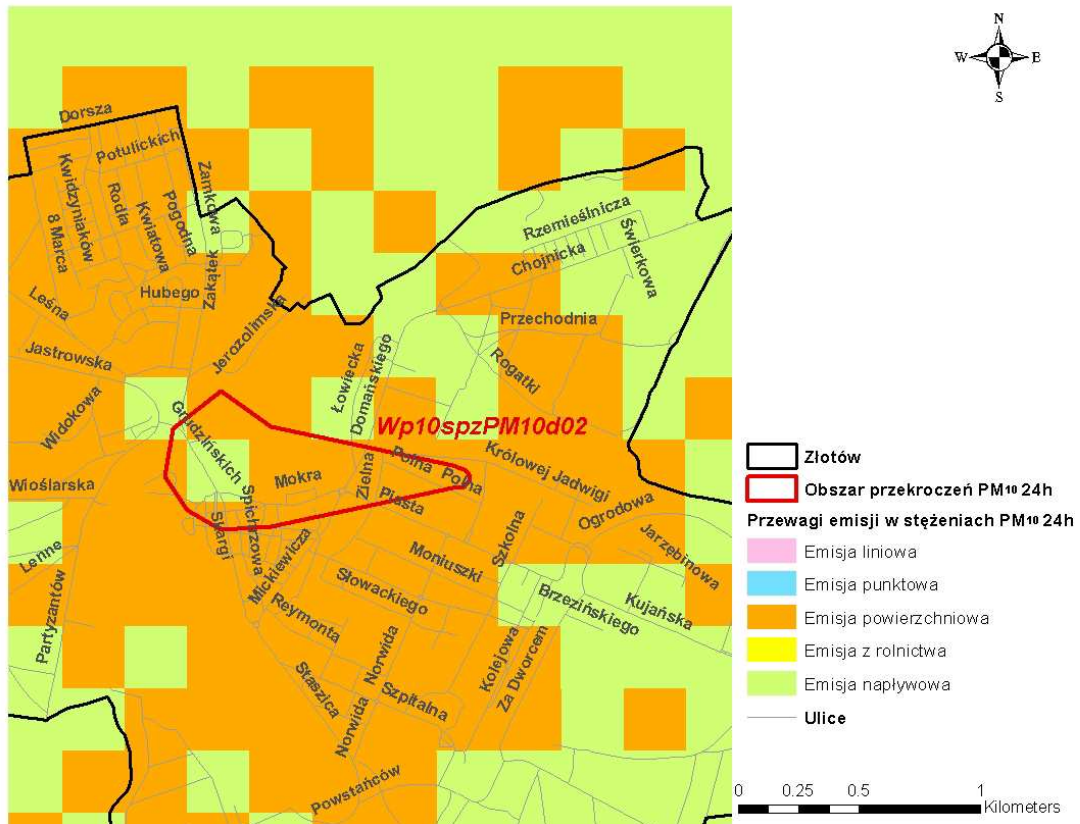 N
W E
S
Dorsza
Potulickich
Zamkowa
Kwidzyniaków
Rodła
Pogodna
Kwiatowa
8 Marca
Zakątek
Hubego
Leśna
Jerozolimska
Jastrowska
Widokowa
Rzemieślnicza
Świerkowa
Chojnicka
Przechodnia
Rogatki
Łowiecka
Domańskiego
Grudzińskich
Wp10spzPM10d02
Wioślarska
Mokra
Zielna
Polna
Polna
Królowej Jadwigi
Piasta
Ogrodowa
Spichrzowa
Skargi
Szkolna
Jarzębinowa
Lenne
Mickiewicza
Moniuszki
Słowackiego
Brzezińskiego
Kujańska
Partyzantów
Reymonta
Norwida
Kolejowa
Za Dworcem
Staszica
Szpitalna
Norwida
Powstańców
Złotów
Obszar przekroczeń PM10 24h
Przewagi emisji w stężeniach PM10 24h
Emisja liniowa
Emisja punktowa
Emisja powierzchniowa
Emisja z rolnictwa
Emisja napływowa
Ulice
0 0.25 0.5 1
Kilometers